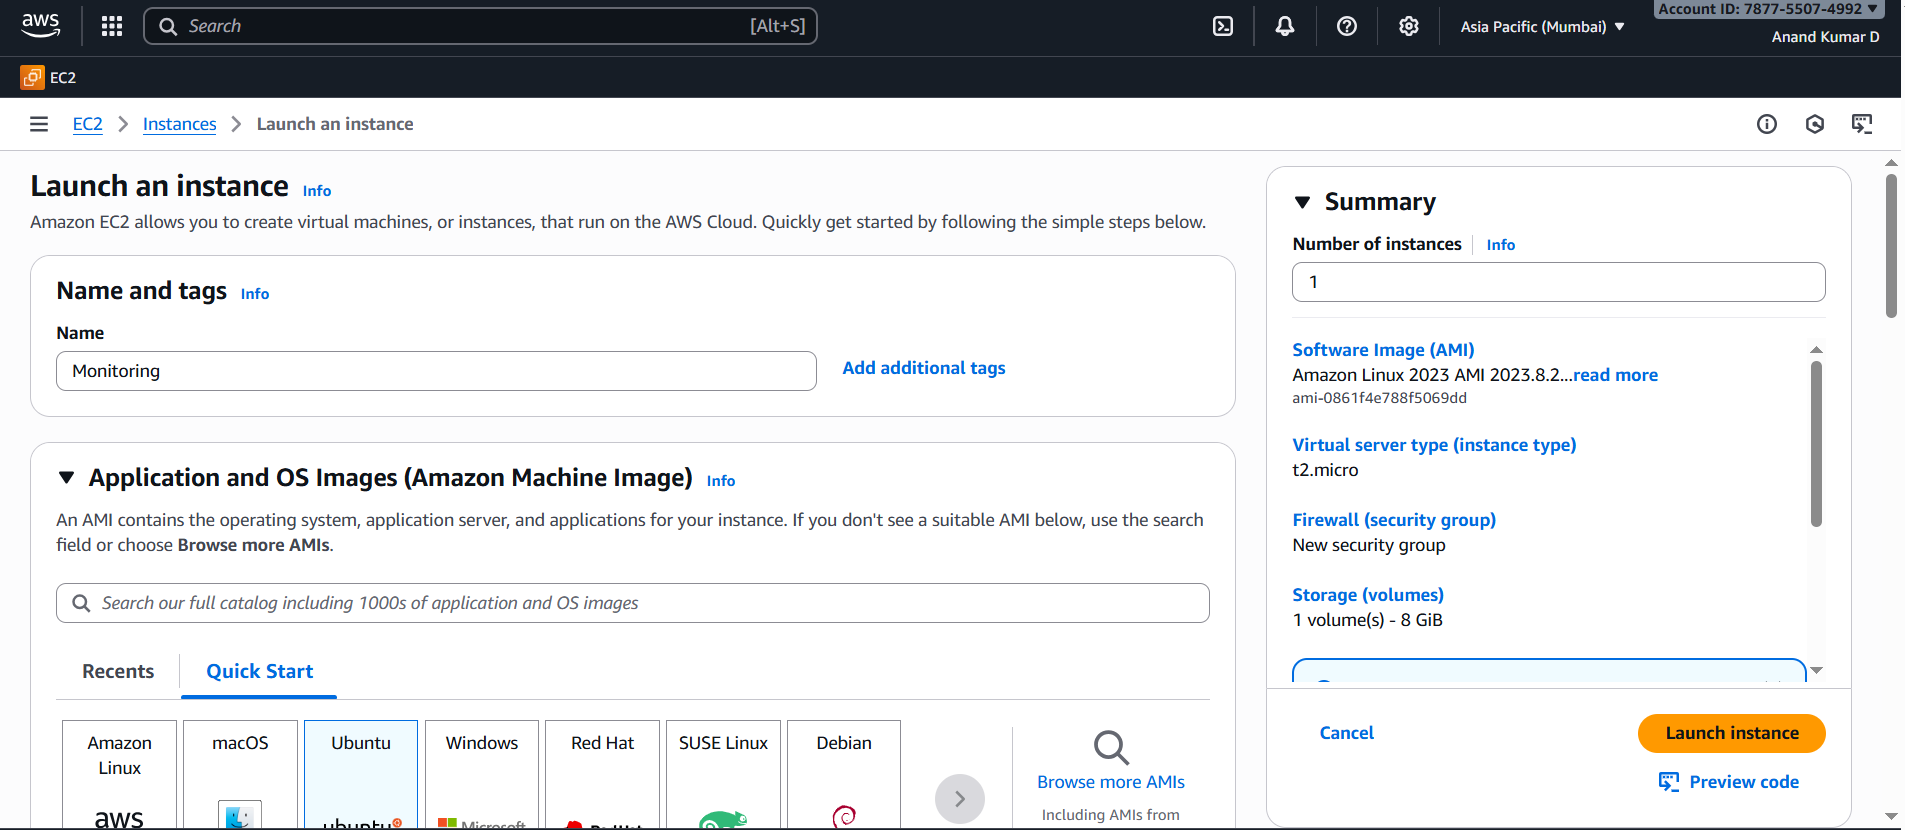 aws
Search
[Alt+S]
Asia Pacific (Mumbai)
Account ID: 7877-5507-4992
Anand Kumar D
EC2
EC2
Instances
Launch an instance
Launch an instance Info
Amazon EC2 allows you to create virtual machines, or instances, that run on the AWS Cloud. Quickly get started by following the simple steps below.
Name and tags Info
Name
Monitoring
Add additional tags
Application and OS Images (Amazon Machine Image) Info
An AMI contains the operating system, application server, and applications for your instance. If you don't see a suitable AMI below, use the search
field or choose Browse more AMIs.
Search our full catalog including 1000s of application and OS images
Recents
Quick Start
Amazon
Linux
aws
macOS
Ubuntu
ubuntu
Windows
Microsoft
Red Hat
Red Hat
SUSE Linux
Debian
Browse more AMIs
Including AMIs from
Summary
Number of instances Info
1
Software Image (AMI)
Amazon Linux 2023 AMI 2023.8.2...read more
ami-0861f4e788f5069dd
Virtual server type (instance type)
t2.micro
Firewall (security group)
New security group
Storage (volumes)
1 volume(s) - 8 GiB
Cancel
Launch instance
Preview code